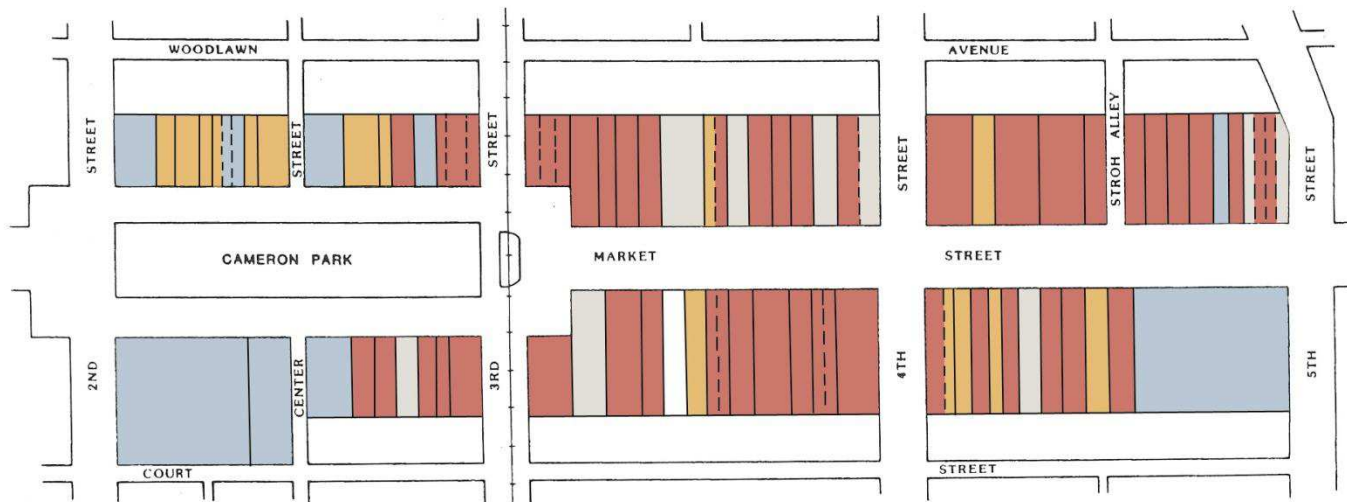 WOODLAWN
AVENUE
STREET
STREET
STREET
STREET
STROH ALLEY
STREET
CAMERON PARK
MARKET
STREET
2ND
CENTER
3RD
4TH
5TH
COURT
STREET